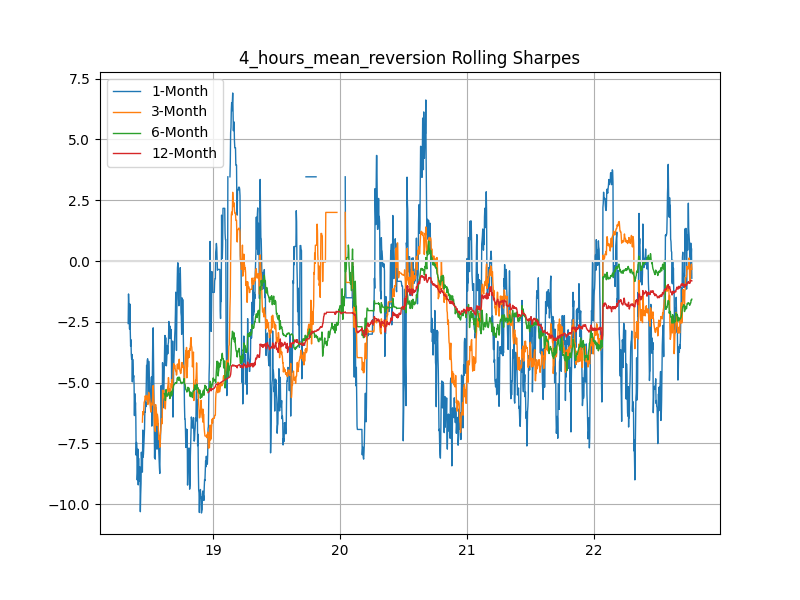 4_hours_mean_reversion Rolling Sharpes
7.5
5.0
2.5
0.0
−2.5
−5.0
−7.5
−10.0
1-Month
3-Month
6-Month
12-Month
19
20
21
22